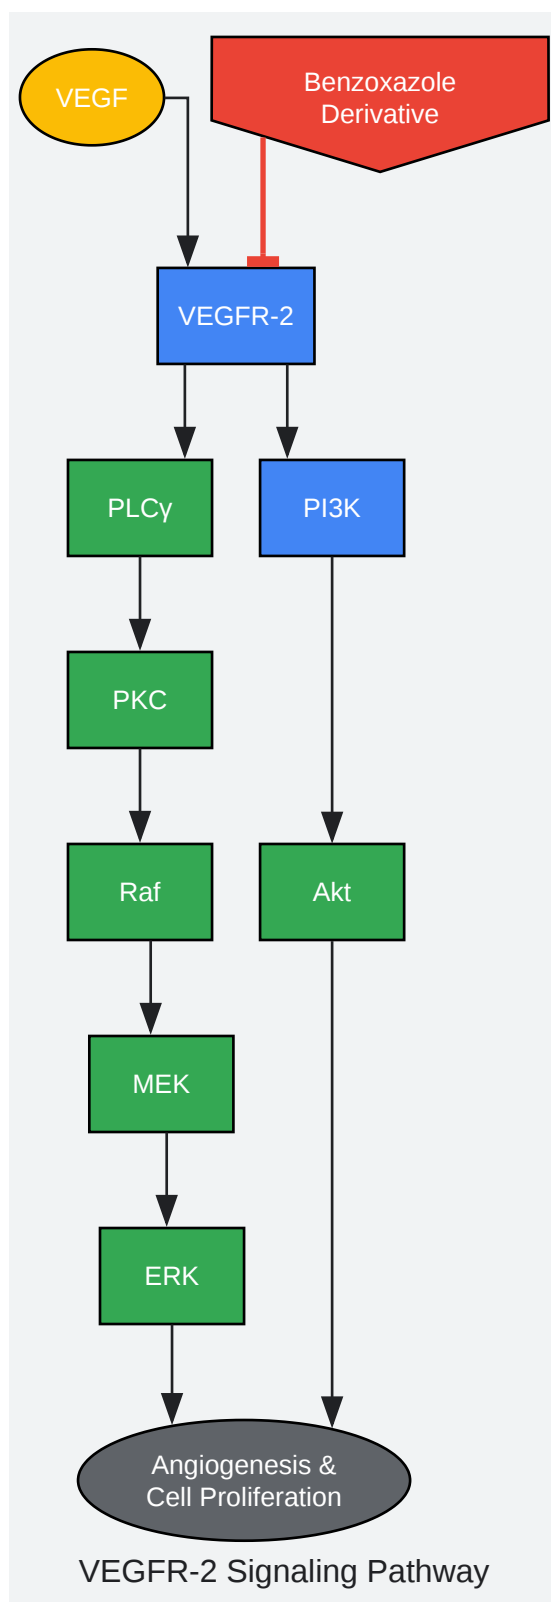 VEGF
Benzoxazole
Derivative
VEGFR-2
PLCγ
PI3K
PKC
Raf
Akt
MEK
ERK
Angiogenesis &
Cell Proliferation
VEGFR-2 Signaling Pathway